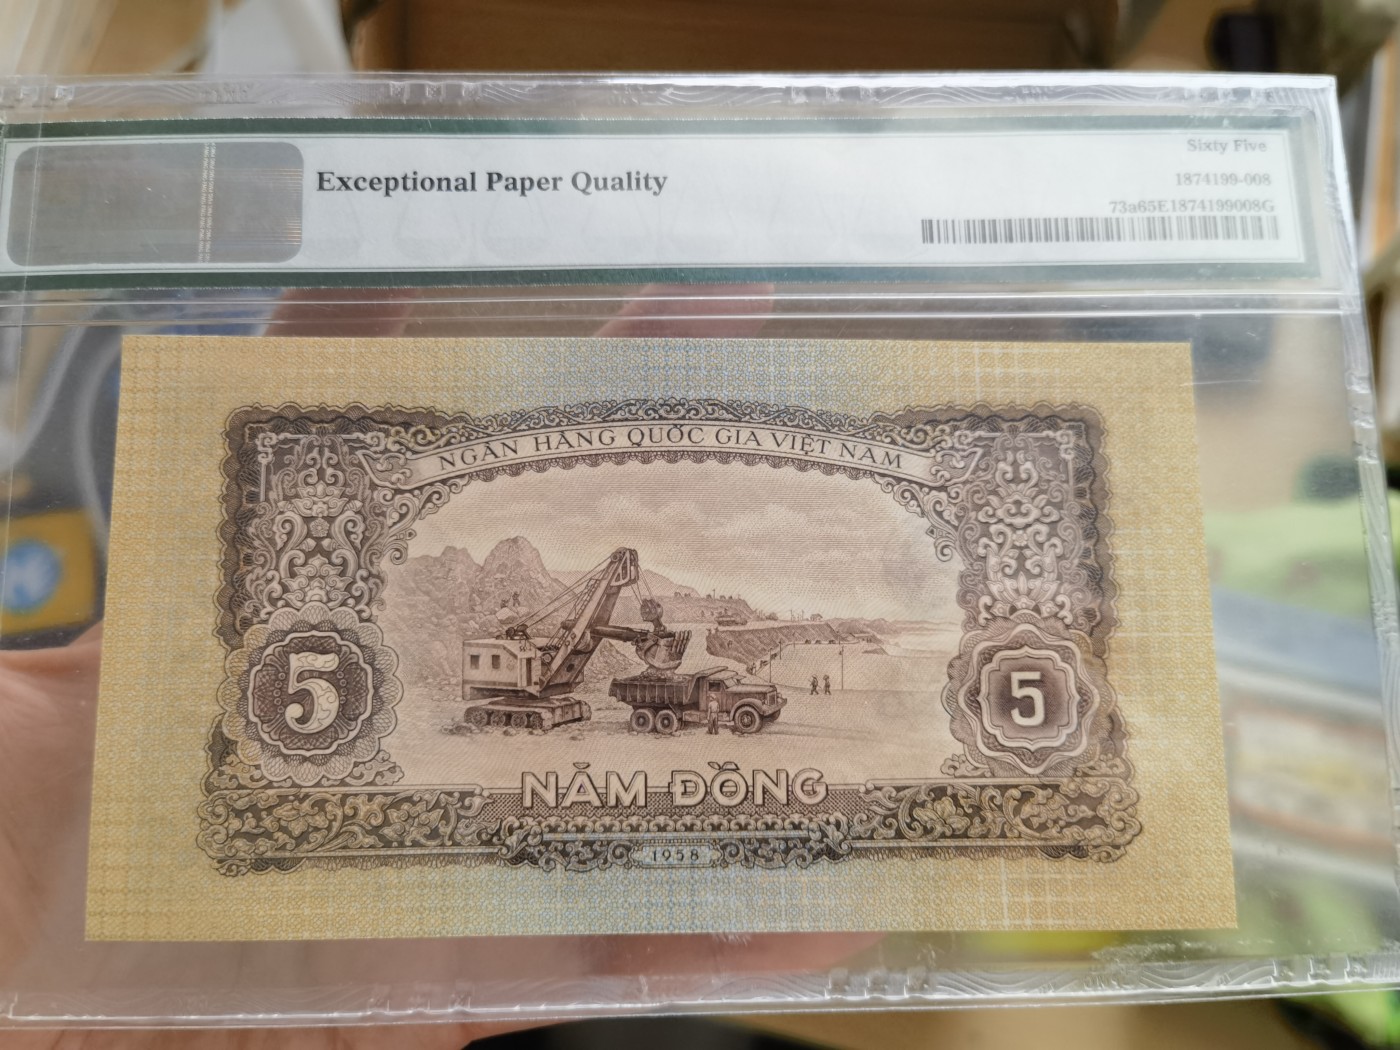 Sixty Five
Exceptional Paper Quality
1874199-008
73a65E1874199008G
NGÂN HÀNG QUỐC GIA VIỆT NAM
5
5
NĂM ĐỒNG
1958